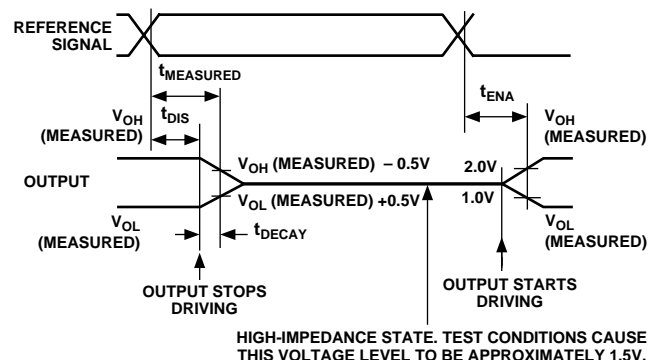 REFERENCE
SIGNAL
tMEASURED
tENA
VOH
(MEASURED)
tDIS
VOH
(MEASURED)
VOH (MEASURED) – 0.5V
2.0V
OUTPUT
VOL (MEASURED) +0.5V
1.0V
VOL
(MEASURED)
tDECAY
VOL
(MEASURED)
OUTPUT STOPS
DRIVING
OUTPUT STARTS
DRIVING
HIGH-IMPEDANCE STATE. TEST CONDITIONS CAUSE
THIS VOLTAGE LEVEL TO BE APPROXIMATELY 1.5V.